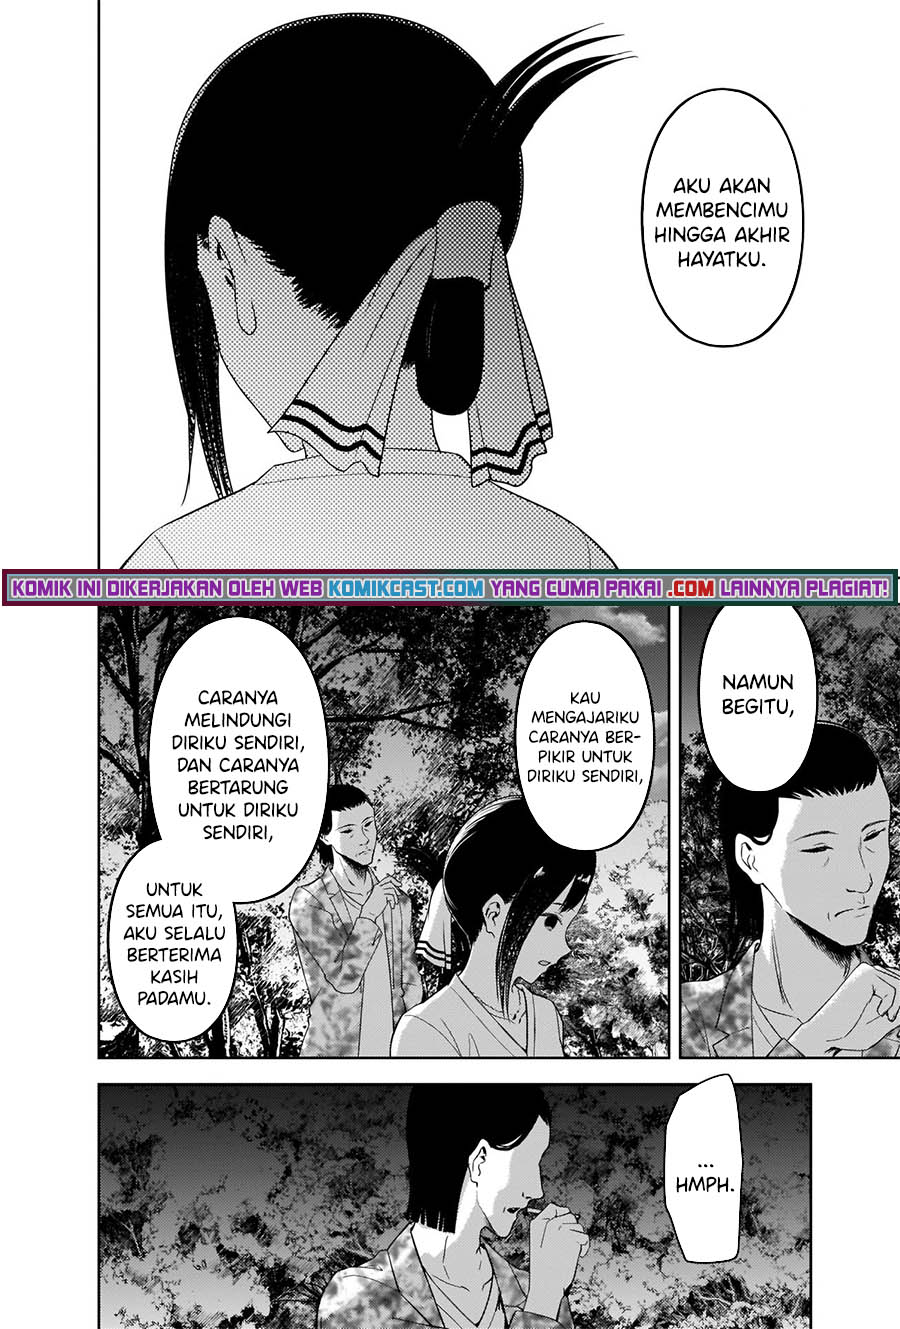 AKU AKAN
MEMBENCIMU
HINGGA AKHIR
HAYATKU.
KOMIK INI DIKERJAKAN OLEH WEB KOMIKCAST.COM YANG CUMA PAKAI .COM LAINNYA PLAGIAT!
NAMUN
BEGITU,
KAU
MENGAJARIKU
CARANYA BER-
PIKIR UNTUK
DIRIKU SENDIRI,
CARANYA
MELINDUNGI
DIRIKU SENDIRI,
DAN CARANYA
BERTARUNG
UNTUK DIRIKU
SENDIRI,
UNTUK
SEMUA ITU,
AKU SELALU
BERTERIMA
KASIH
PADAMU.
...
HMPH.